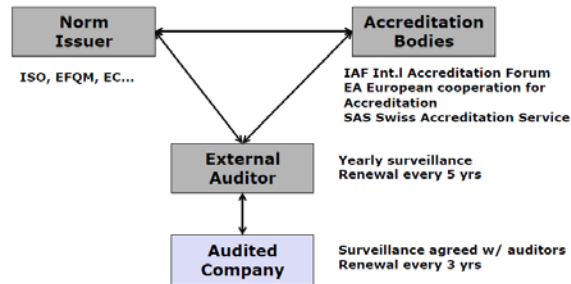 Norm
Issuer
Accreditation
Bodies
ISO, EFQM, EC...
IAF Int.l Accreditation Forum
EA European cooperation for
Accreditation
SAS Swiss Accreditation Service
External
Auditor
Yearly surveillance
Renewal every 5 yrs
Audited
Company
Surveillance agreed w/ auditors
Renewal every 3 yrs